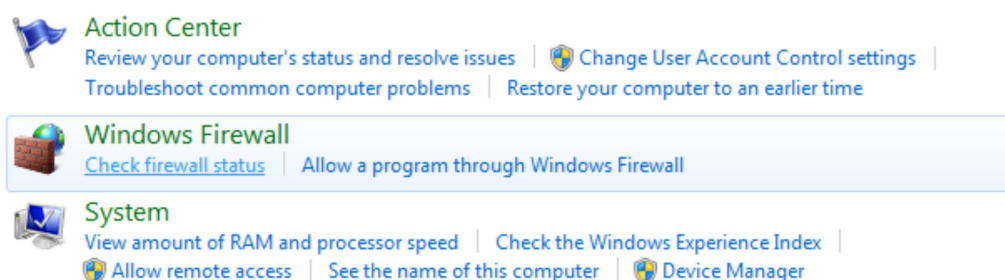 Action Center
Review your computer's status and resolve issues Change User Account Control settings
Troubleshoot common computer problems Restore your computer to an earlier time
Windows Firewall
Check firewall status Allow a program through Windows Firewall
System
View amount of RAM and processor speed Check the Windows Experience Index
Allow remote access See the name of this computer Device Manager